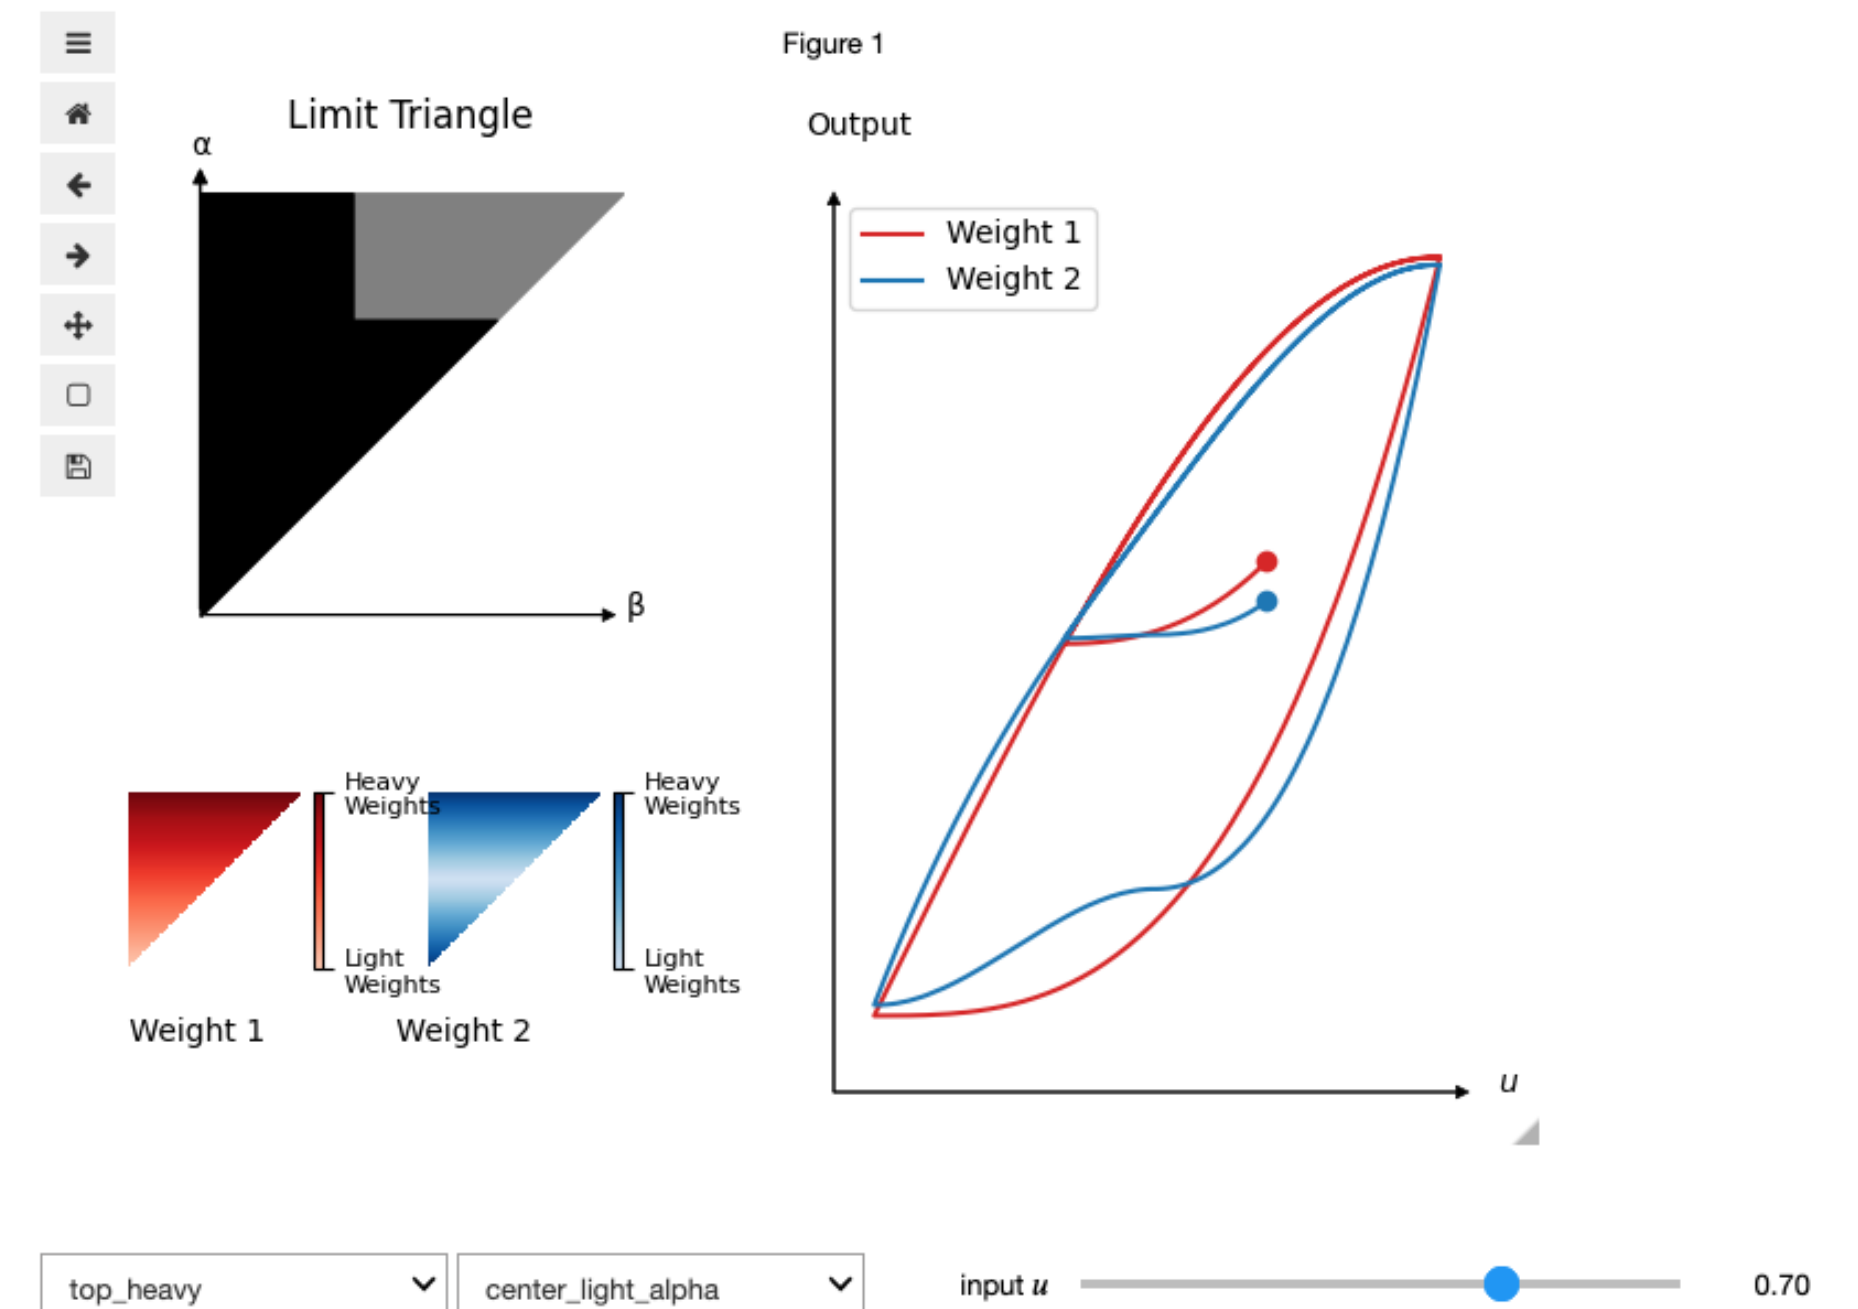 Figure 1
Limit Triangle
α
β
Output
Weight 1
Weight 2
u
Heavy
Weights
Light
Weights
Weight 1
Heavy
Weights
Light
Weights
Weight 2
top_heavy
center_light_alpha
input u
0.70